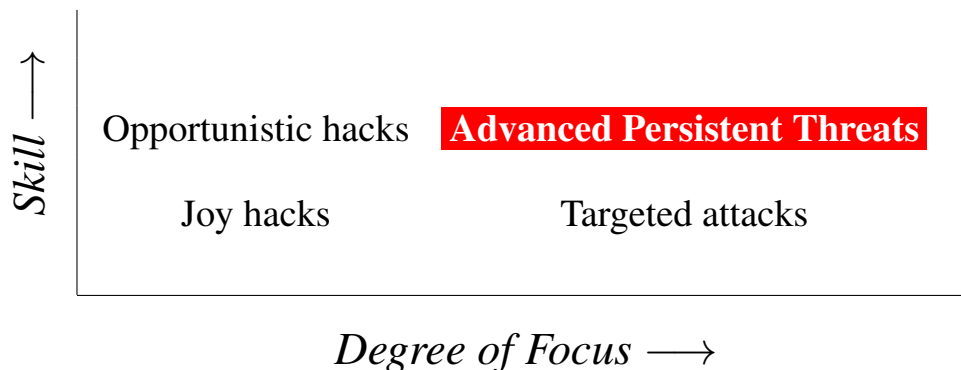 Skill ⟶
Opportunistic hacks
Advanced Persistent Threats
Joy hacks
Targeted attacks
Degree of Focus ⟶